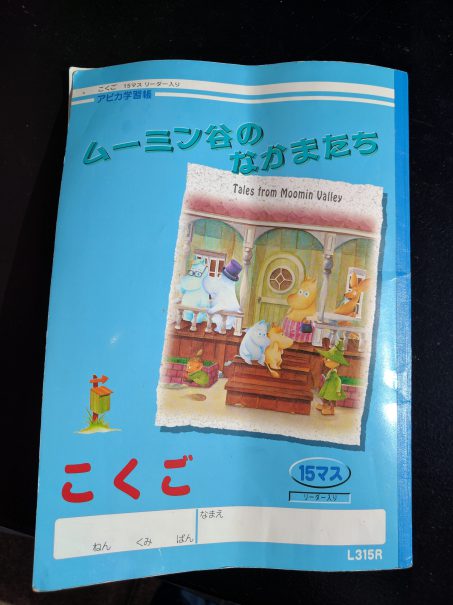 こくご 15マス リーダー入り
アピカ学習帳
ムーミン谷の
なかまたち
Tales from Moomin Valley
こくご
15マス
リーダー入り
なまえ
ねん くみ ばん
L315R